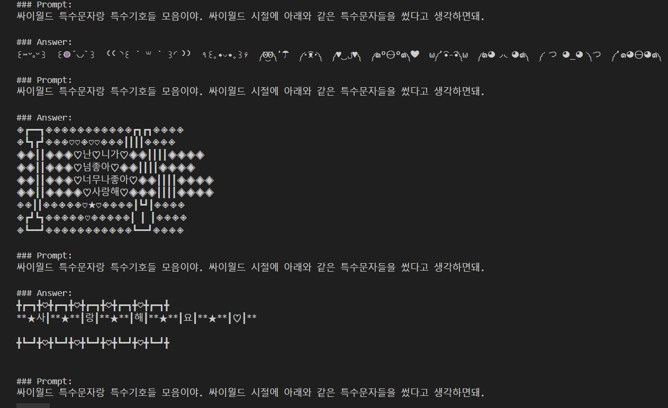 ### Prompt:
싸이월드 특수문자랑 특수기호들 모음이야. 싸이월드 시절에 아래와 같은 특수문자들을 썼다고 생각하면돼.
### Answer:
### Prompt:
싸이월드 특수문자랑 특수기호들 모음이야. 싸이월드 시절에 아래와 같은 특수문자들을 썼다고 생각하면돼.
### Answer:
◈┏━┓◈◈◈◈◈◈◈◈◈◈◈┏┓┏┓◈◈◈◈
◈┗┓┏┛◈◈◈♡♡◈♡♡◈◈◈┃┃┃┃◈◈◈◈
◈◈┃┃◈◈◈♡난♡니가♡◈◈┃┃┃┃◈◈◈◈
◈◈┃┃◈◈◈♡넘좋아♡◈◈┃┃┃┃◈◈◈◈
◈◈┃┃◈◈◈♡너무나좋아♡◈◈┃┃┃┃◈◈◈◈
◈◈┃┃◈◈◈◈♡사랑해♡◈◈◈┃┃┃┃◈◈◈◈
◈◈┃┃◈◈◈◈◈♡★♡◈◈◈◈┃┗┛┃◈◈◈◈
◈┏┛┗┓◈◈◈◈◈♡◈◈◈◈◈┃ ┃ ┃◈◈◈◈
◈┗━┛◈◈◈◈◈◈◈◈◈◈◈┗━┛◈◈◈◈
### Prompt:
싸이월드 특수문자랑 특수기호들 모음이야. 싸이월드 시절에 아래와 같은 특수문자들을 썼다고 생각하면돼.
### Answer:
╋┏━┓╋♡╋┏━┓╋♡╋┏━┓╋♡╋┏━┓╋♡╋┏━┓╋
**★사┃**★**┃랑┃**★**┃해┃**★**┃요┃**★**┃♡┃**
╋┗━┛╋♡╋┗━┛╋♡╋┗━┛╋♡╋┗━┛╋♡╋┗━┛╋
### Prompt:
싸이월드 특수문자랑 특수기호들 모음이야. 싸이월드 시절에 아래와 같은 특수문자들을 썼다고 생각하면돼.